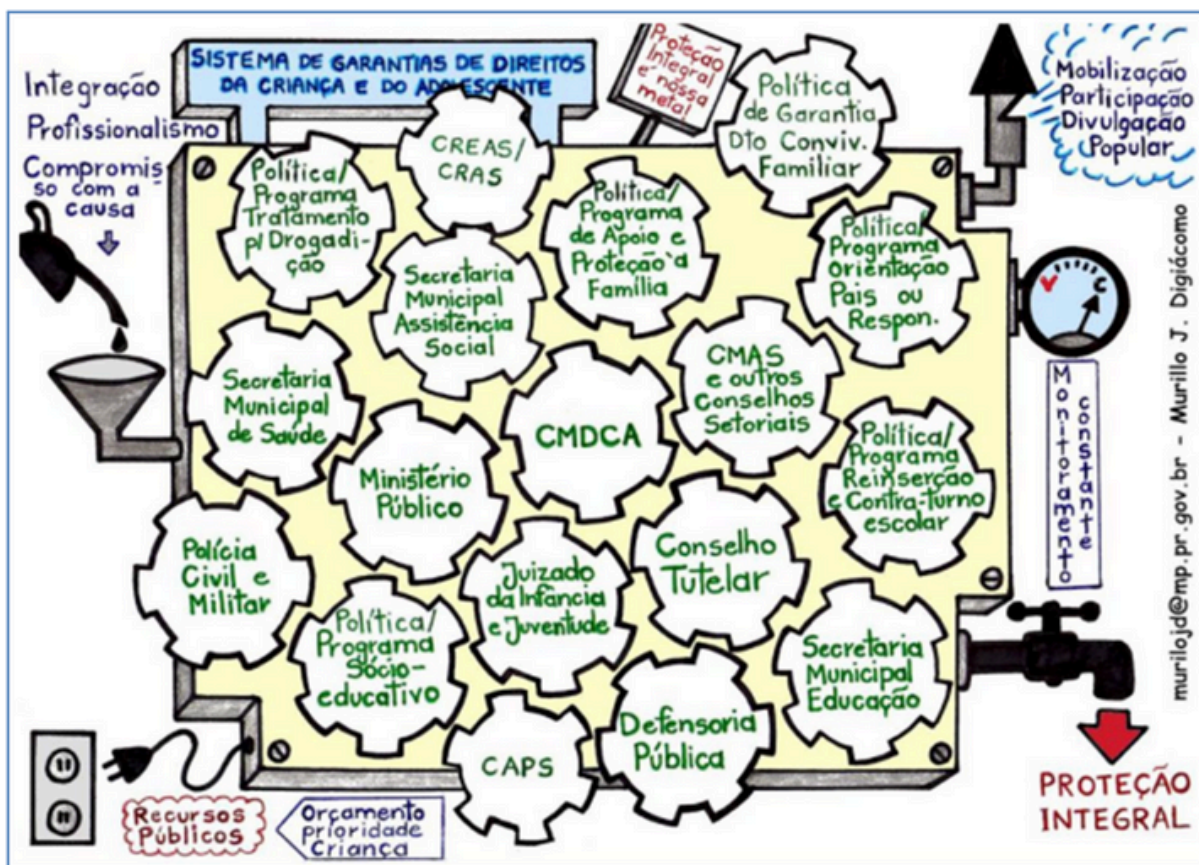 SISTEMA DE GARANTIAS DE DIREITOS
DA CRIANÇA E DO ADOLESCENTE
Integração
Profissionalismo
Compromis
so com a
causa
Proteção
Integral
é nossa
meta!
Política
de Garantia
Dto Conviv.
Familiar
Mobilização
Participação
Divulgação
Popular
CREAS/
CRAS
Política/
Programa
Tratamento
p/ Drogadi-
ção
Política/
Programa
de Apoio e
Proteção à
Família
Política/
Programa
Orientação
Pais ou
Respon.
Secretaria
Municipal
Assistência
Social
V C
Secretaria
Municipal
de Saúde
CMDCA
CMAS
e outros
Conselhos
Setoriais
Monitoramento
constante
Ministério
Público
Política/
Programa
Reinserção
e Contra-turno
escolar
Polícia
Civil e
Militar
Juizado
da Infância
e Juventude
Conselho
Tutelar
Política/
Programa
Sócio-
educativo
Secretaria
Municipal
Educação
CAPS
Defensoria
Pública
Recursos
Públicos
Orçamento
prioridade
Criança
PROTEÇÃO
INTEGRAL
murilojd@mp.pr.gov.br - Murillo J. Digiácomo